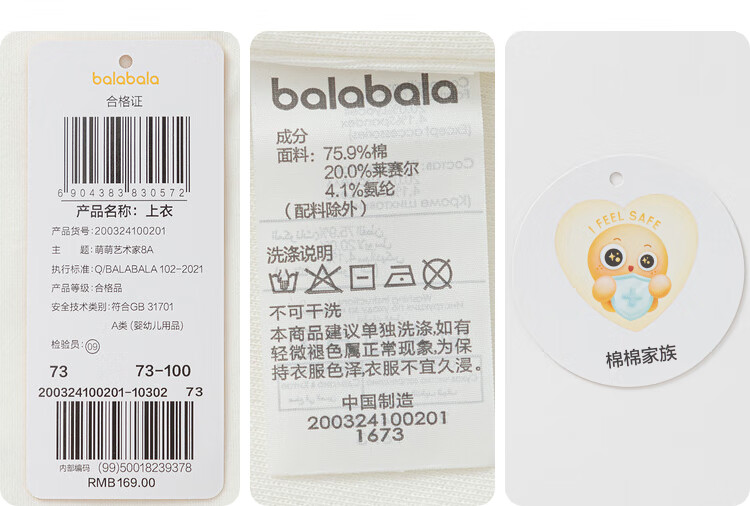 balabala
合格证
6 904383 830572
产品名称：上衣
产品货号：200324100201
主 题：萌萌艺术家8A
执行标准：Q/BALABALA 102-2021
产品等级：合格品
安全技术类别：符合GB 31701
A类 (婴幼儿用品)
检验员：09
73 73-100
200324100201-10302 73
内部编码 (99)50018239378
RMB169.00
balabala
成分
面料：75.9%棉
20.0%莱赛尔
4.1%氨纶
（配料除外）
洗涤说明
不可干洗
本商品建议单独洗涤,如有
轻微褪色属正常现象,为保
持衣服色泽,衣服不宜久浸。
中国制造
200324100201
1673
I FEEL SAFE
棉棉家族